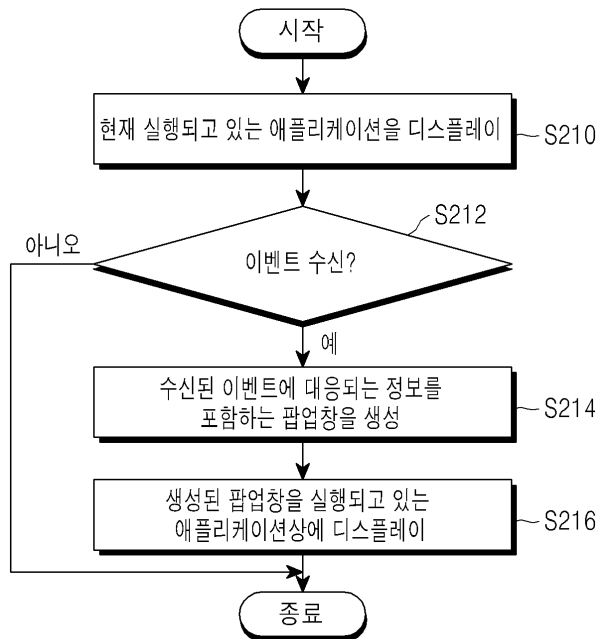 시작
현재 실행되고 있는 애플리케이션을 디스플레이
S210
S212
아니오
이벤트 수신?
예
수신된 이벤트에 대응되는 정보를
포함하는 팝업창을 생성
S214
생성된 팝업창을 실행되고 있는
애플리케이션상에 디스플레이
S216
종료